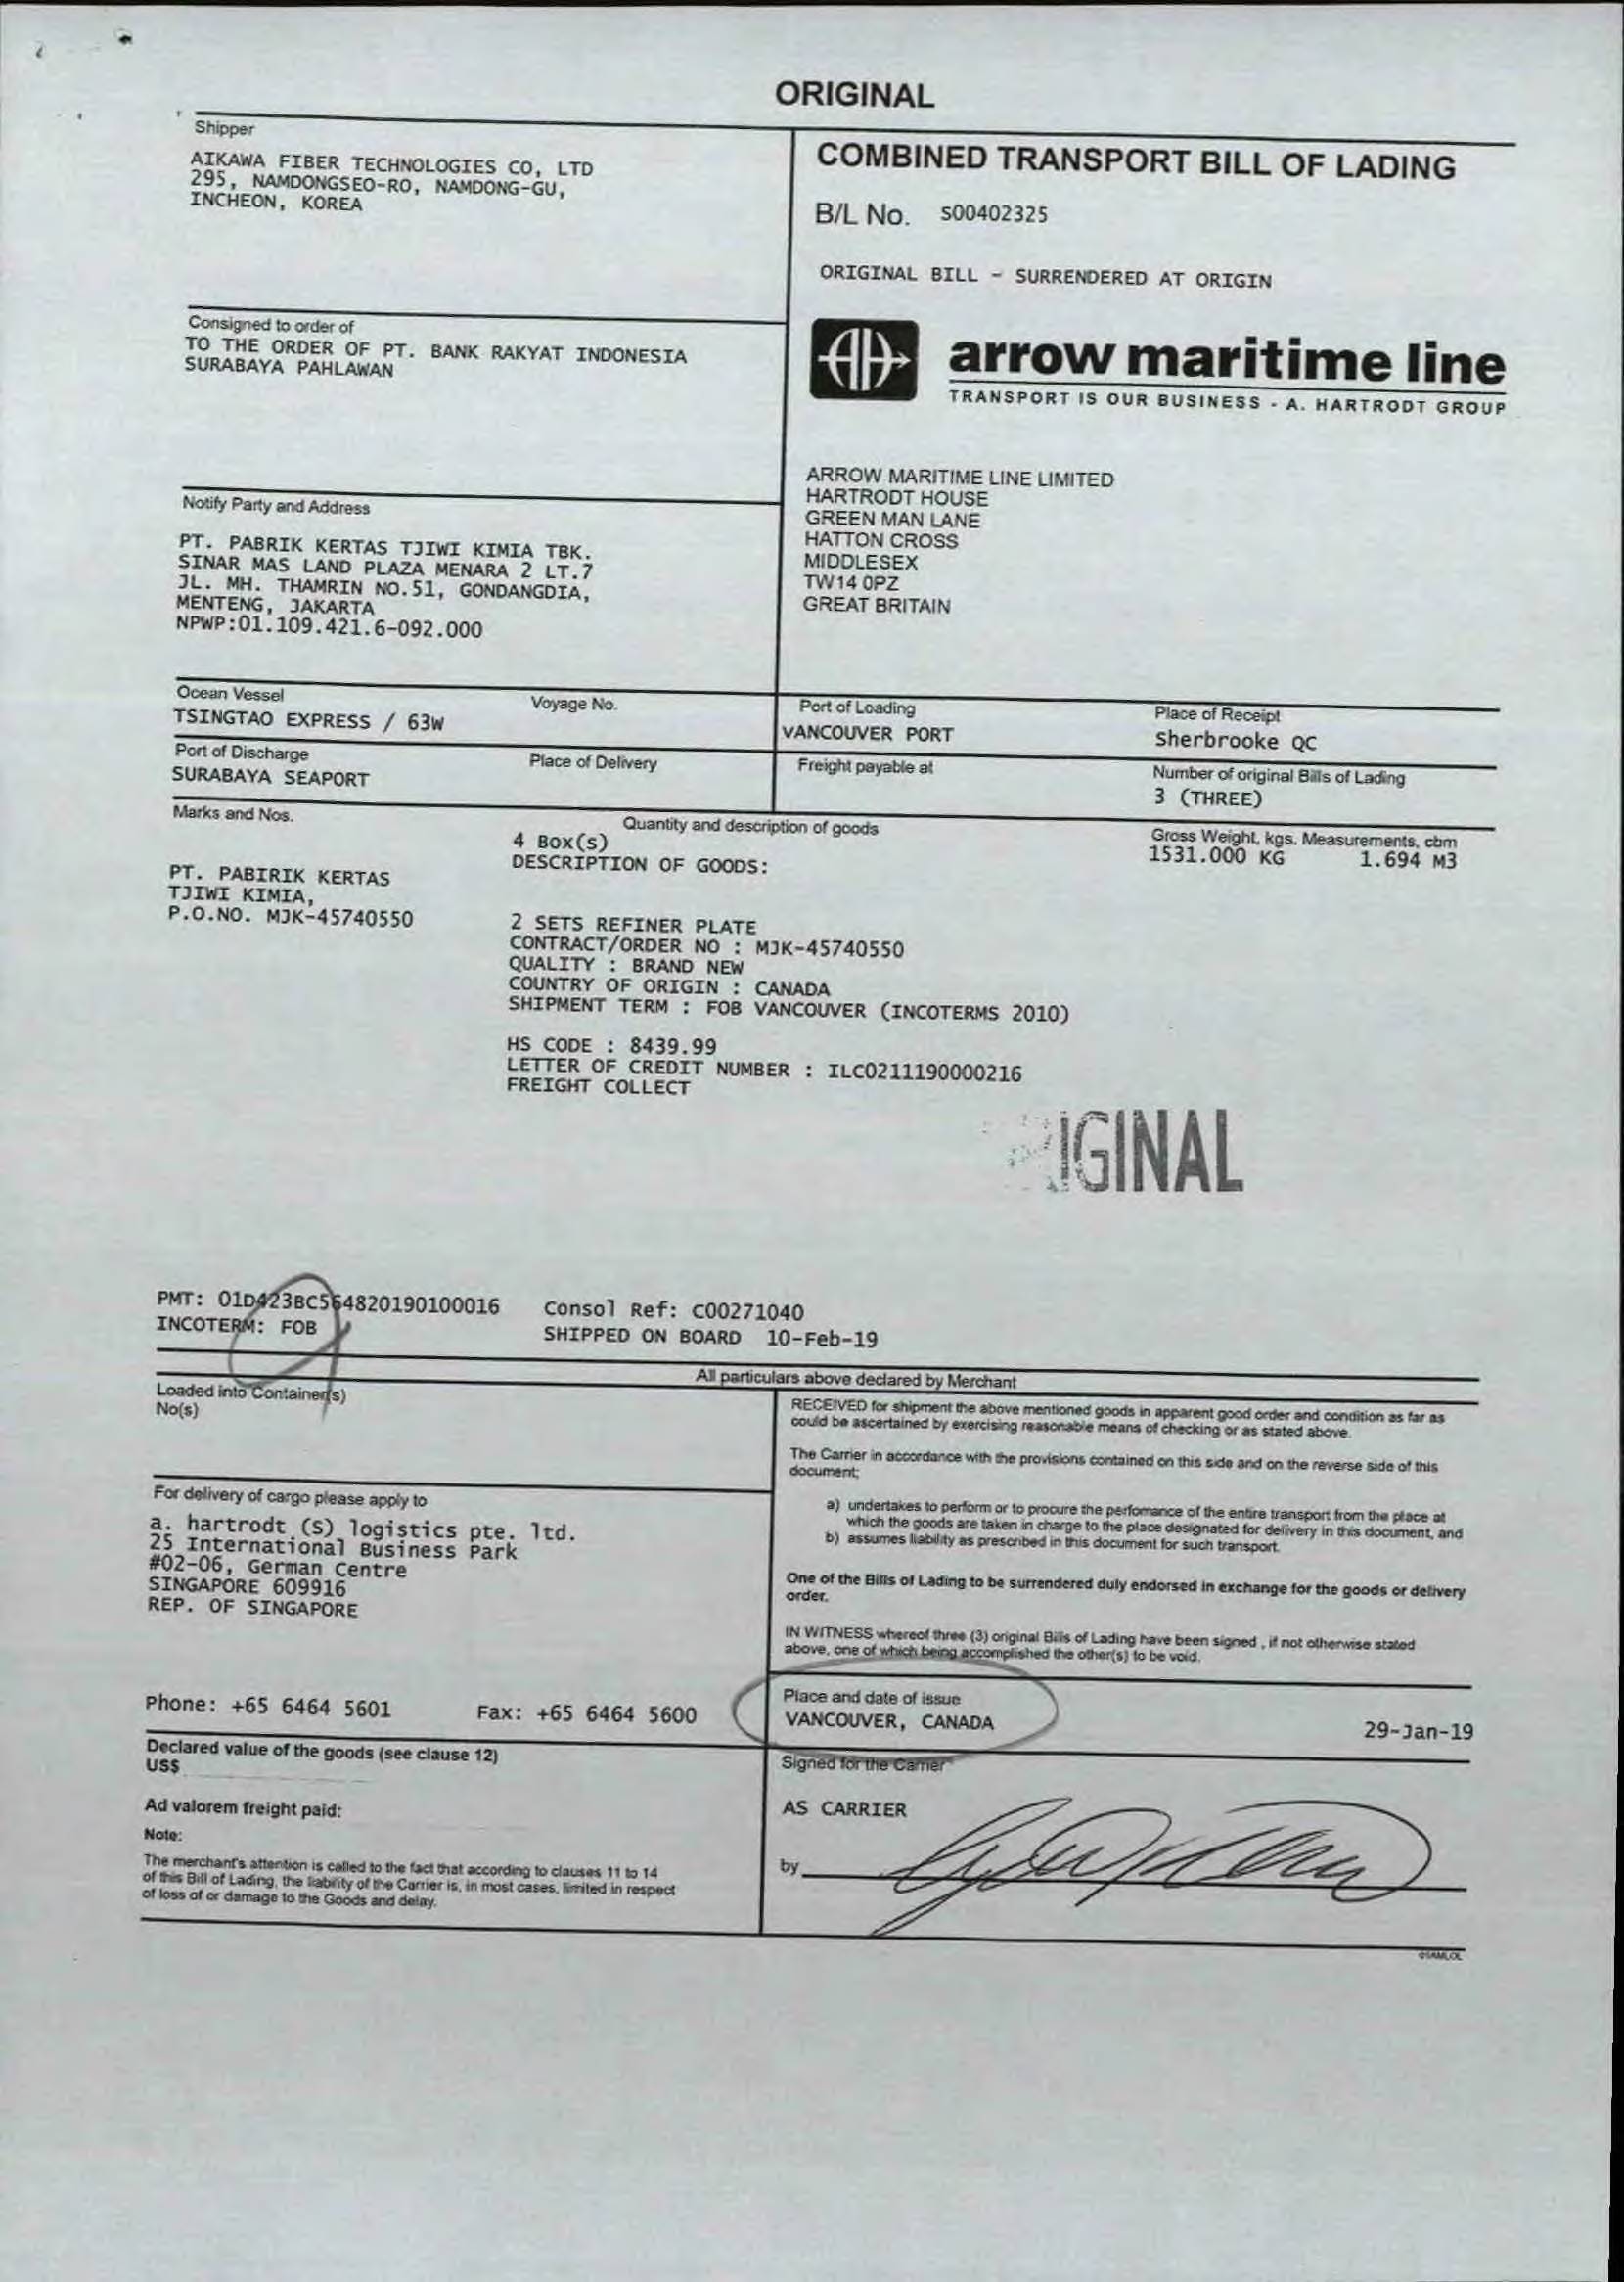 ORIGINAL
Shipper
AIKAWA FIBER TECHNOLOGIES CO, LTD
295, NAMDONGSEO-RO, NAMDONG-GU,
INCHEON, KOREA
COMBINED TRANSPORT BILL OF LADING
B/L No. S00402325
ORIGINAL BILL - SURRENDERED AT ORIGIN
Consigned to order of
TO THE ORDER OF PT. BANK RAKYAT INDONESIA
SURABAYA PAHLAWAN
arrow maritime line
TRANSPORT IS OUR BUSINESS - A. HARTRODT GROUP
ARROW MARITIME LINE LIMITED
HARTRODT HOUSE
GREEN MAN LANE
HATTON CROSS
MIDDLESEX
TW14 0PZ
GREAT BRITAIN
Notify Party and Address
PT. PABRIK KERTAS TJIWI KIMIA TBK.
SINAR MAS LAND PLAZA MENARA 2 LT.7
JL. MH. THAMRIN NO.51, GONDANGDIA,
MENTENG, JAKARTA
NPWP:01.109.421.6-092.000
Ocean Vessel Voyage No. Port of Loading Place of Receipt
TSINGTAO EXPRESS / 63W VANCOUVER PORT Sherbrooke QC
Port of Discharge Place of Delivery Freight payable at Number of original Bills of Lading
SURABAYA SEAPORT 3 (THREE)
Marks and Nos. Quantity and description of goods Gross Weight, kgs. Measurements, cbm
4 Box(s) 1531.000 KG 1.694 M3
DESCRIPTION OF GOODS:
PT. PABIRIK KERTAS
TJIWI KIMIA,
P.O.NO. MJK-45740550
2 SETS REFINER PLATE
CONTRACT/ORDER NO : MJK-45740550
QUALITY : BRAND NEW
COUNTRY OF ORIGIN : CANADA
SHIPMENT TERM : FOB VANCOUVER (INCOTERMS 2010)
HS CODE : 8439.99
LETTER OF CREDIT NUMBER : ILC0211190000216
FREIGHT COLLECT
IGINAL
PMT: 01D423BC564820190100016 Consol Ref: C00271040
INCOTERM: FOB SHIPPED ON BOARD 10-Feb-19
All particulars above declared by Merchant
Loaded into Container(s)
No(s)
RECEIVED for shipment the above mentioned goods in apparent good order and condition as far as
could be ascertained by exercising reasonable means of checking or as stated above.
The Carrier in accordance with the provisions contained on this side and on the reverse side of this
document;
a) undertakes to perform or to procure the perfomance of the entire transport from the place at
which the goods are taken in charge to the place designated for delivery in this document, and
b) assumes liability as prescribed in this document for such transport.
One of the Bills of Lading to be surrendered duly endorsed in exchange for the goods or delivery
order.
IN WITNESS whereof three (3) original Bills of Lading have been signed , if not otherwise stated
above, one of which being accomplished the other(s) to be void.
For delivery of cargo please apply to
a. hartrodt (S) logistics pte. ltd.
25 International Business Park
#02-06, German Centre
SINGAPORE 609916
REP. OF SINGAPORE
Phone: +65 6464 5601 Fax: +65 6464 5600
Place and date of issue
VANCOUVER, CANADA 29-Jan-19
Declared value of the goods (see clause 12)
US$
Ad valorem freight paid:
Note:
The merchant's attention is called to the fact that according to clauses 11 to 14
of this Bill of Lading, the liability of the Carrier is, in most cases, limited in respect
of loss of or damage to the Goods and delay.
Signed for the Carrier
AS CARRIER
by